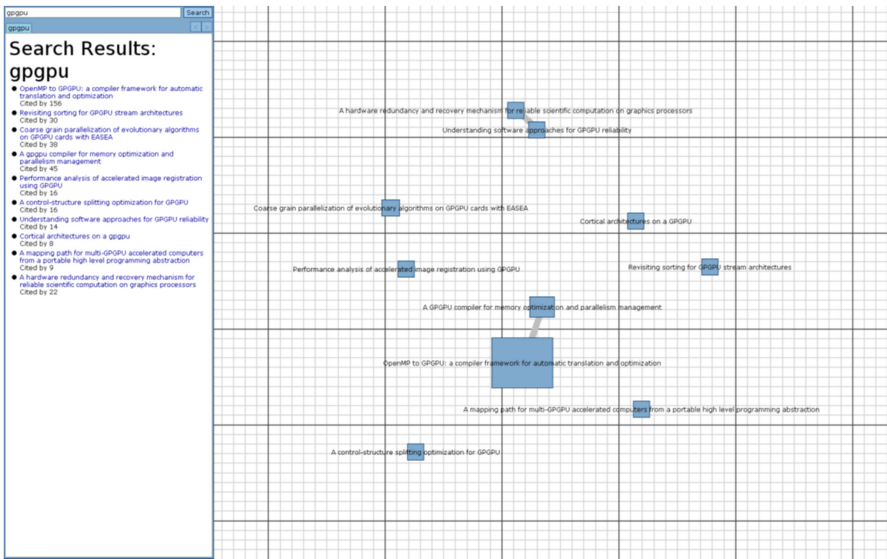 gpgpu
Search
gpgpu
Search Results:
gpgpu
OpenMP to GPGPU: a compiler framework for automatic
translation and optimization
Cited by 156
Revisiting sorting for GPGPU stream architectures
Cited by 30
Coarse grain parallelization of evolutionary algorithms
on GPGPU cards with EASEA
Cited by 38
A gpgpu compiler for memory optimization and
parallelism management
Cited by 45
Performance analysis of accelerated image registration
using GPGPU
Cited by 16
A control-structure splitting optimization for GPGPU
Cited by 16
Understanding software approaches for GPGPU reliability
Cited by 14
Cortical architectures on a gpgpu
Cited by 8
A mapping path for multi-GPGPU accelerated computers
from a portable high level programming abstraction
Cited by 9
A hardware redundancy and recovery mechanism for
reliable scientific computation on graphics processors
Cited by 22
A hardware redundancy and recovery mechanism for reliable scientific computation on graphics processors
Understanding software approaches for GPGPU reliability
Coarse grain parallelization of evolutionary algorithms on GPGPU cards with EASEA
Cortical architectures on a GPGPU
Performance analysis of accelerated image registration using GPGPU
Revisiting sorting for GPGPU stream architectures
A GPGPU compiler for memory optimization and parallelism management
OpenMP to GPGPU: a compiler framework for automatic translation and optimization
A mapping path for multi-GPGPU accelerated computers from a portable high level programming abstraction
A control-structure splitting optimization for GPGPU